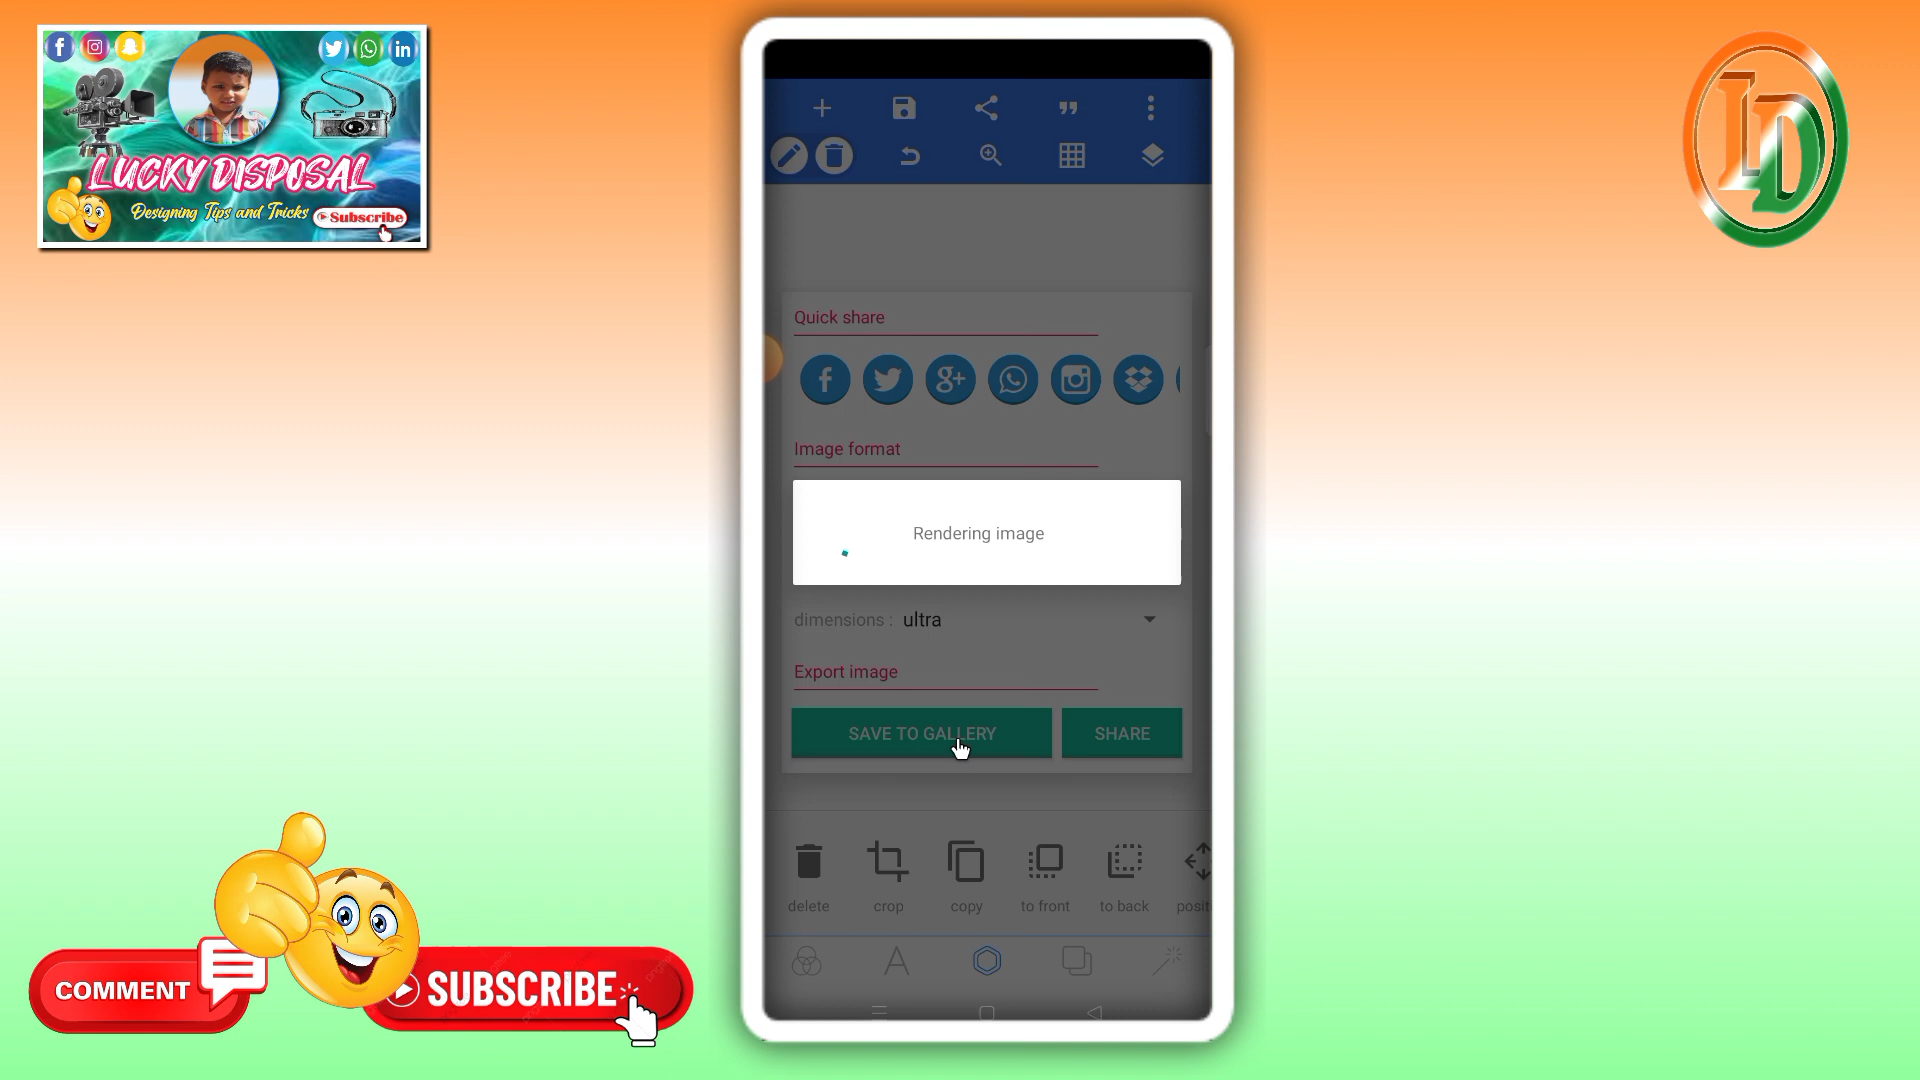 LUCKY DISPOSAL
Designing Tips and Tricks
Subscribe
LD
Quick share
Image format
Rendering image
dimensions : ultra
Export image
SAVE TO GALLERY
SHARE
delete
crop
copy
to front
to back
posit
COMMENT
SUBSCRIBE